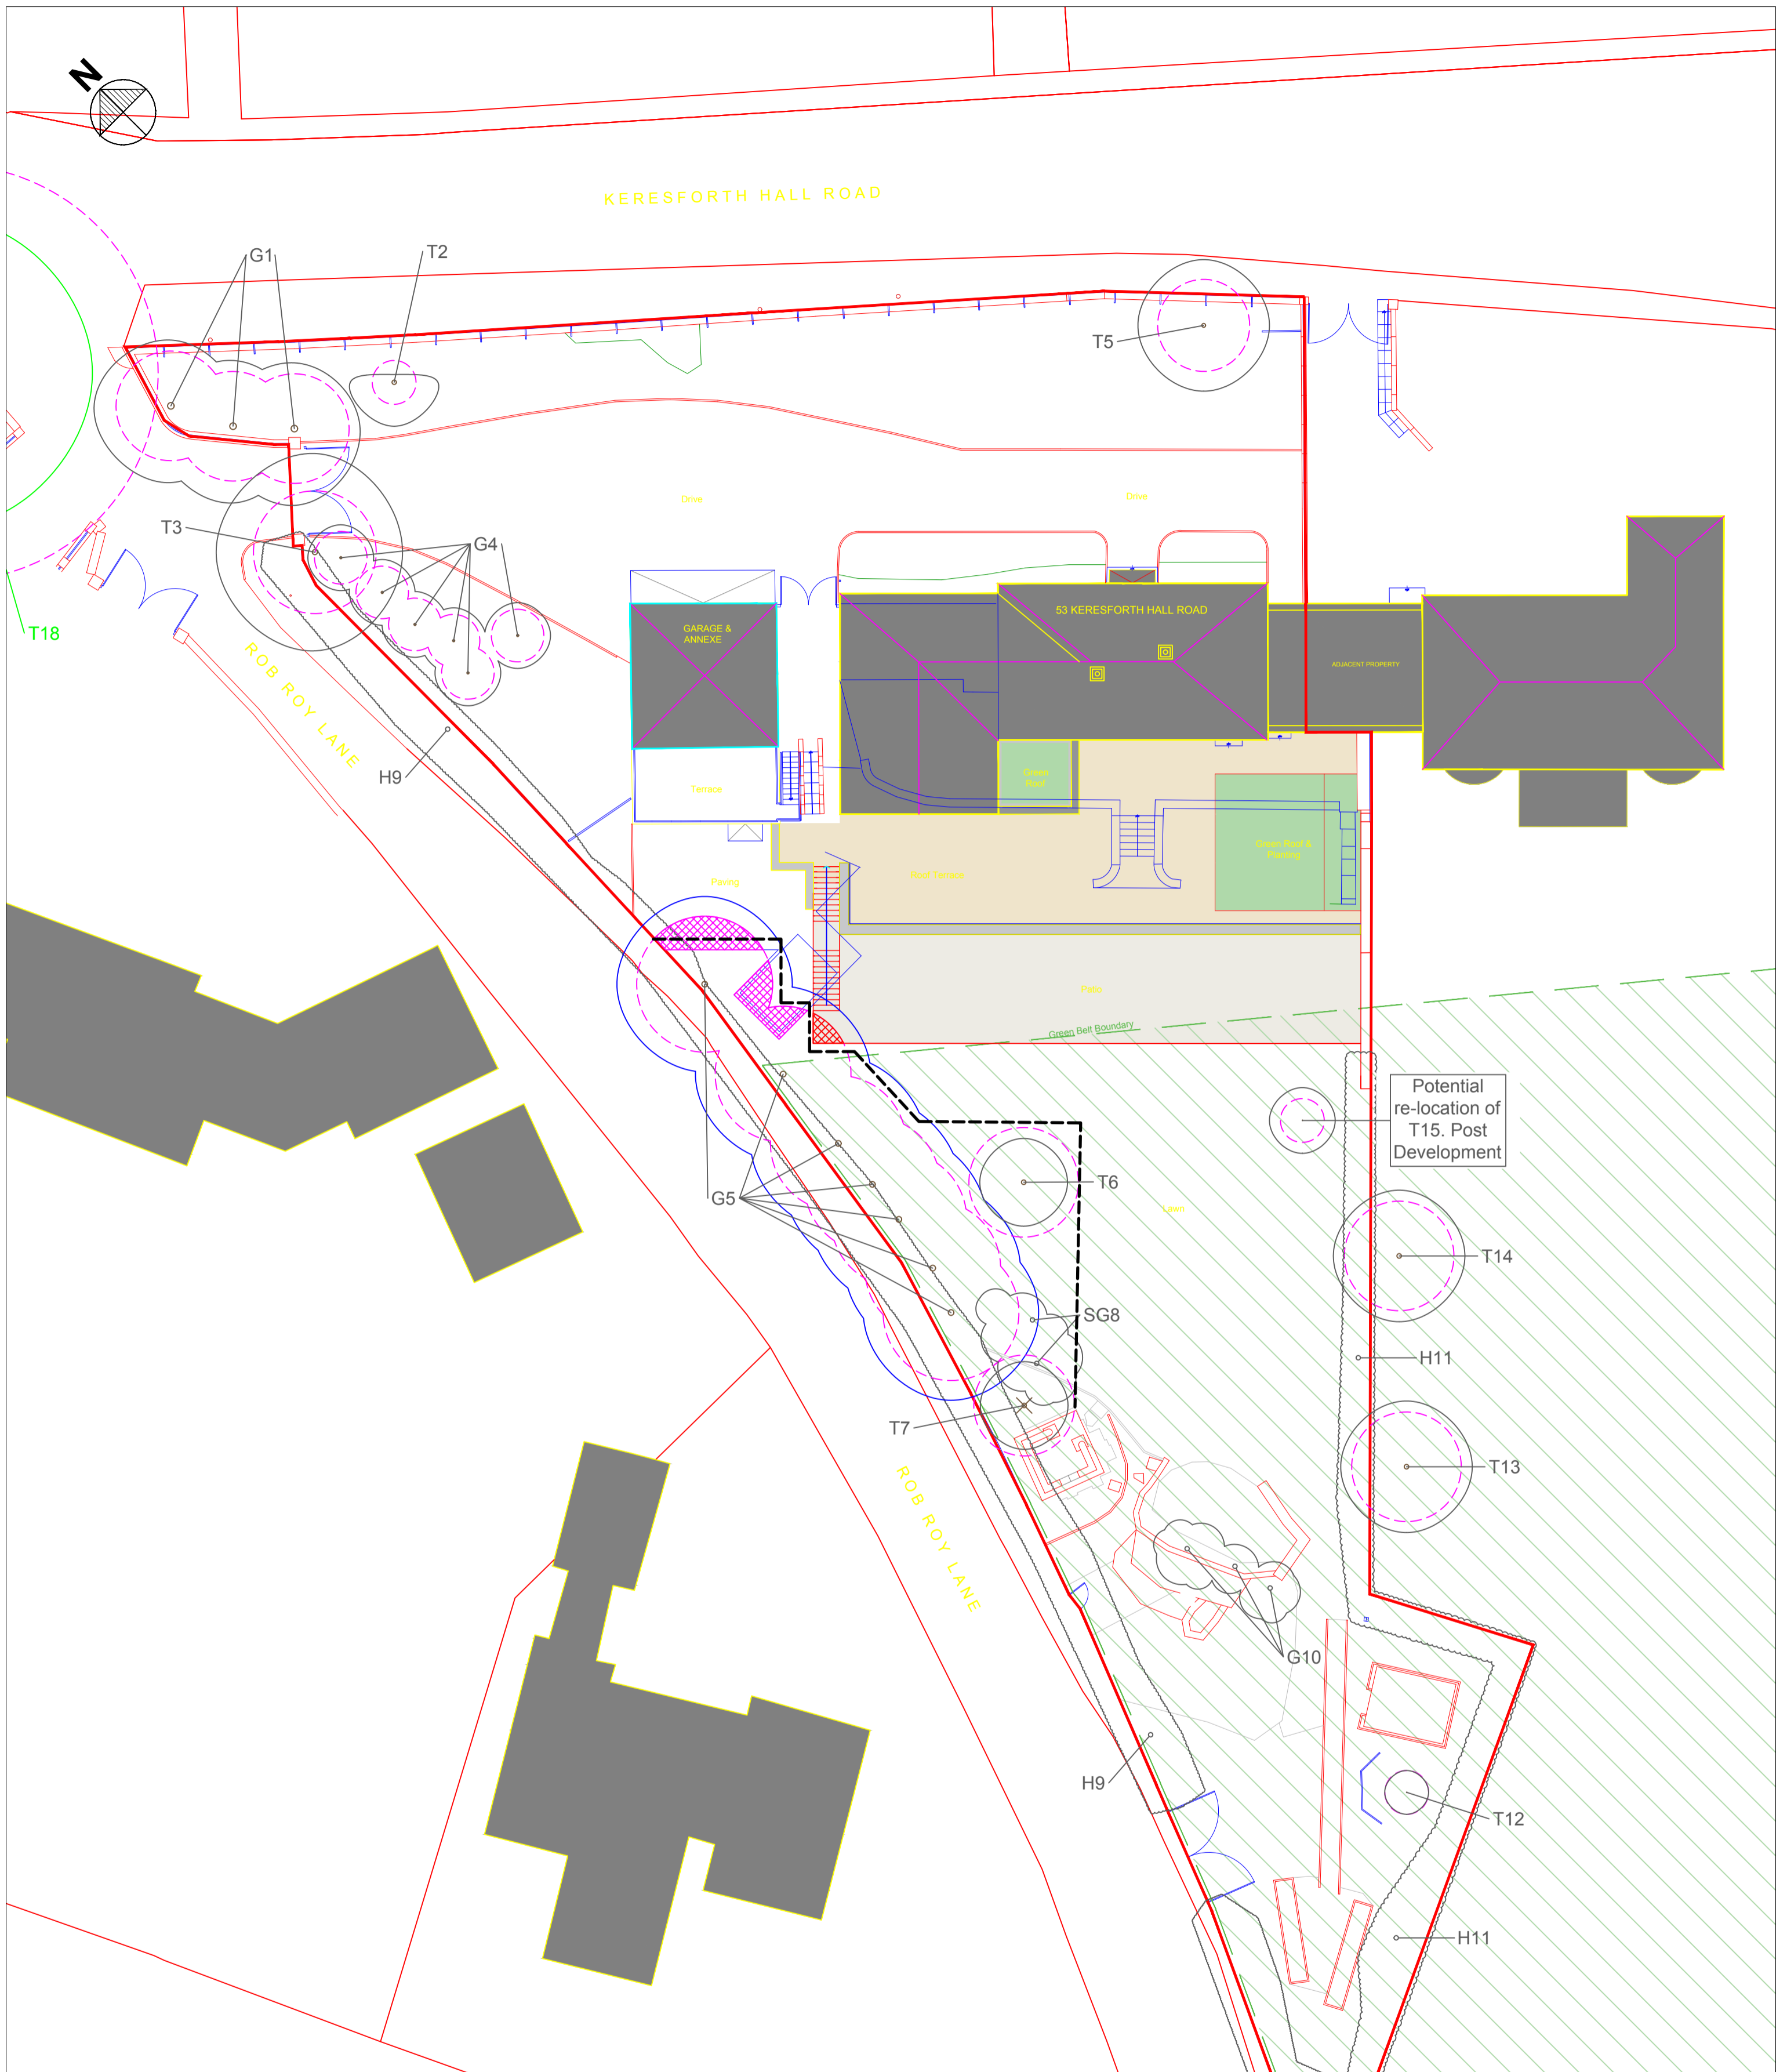 N
KERESFORTH HALL ROAD
G1
T2
T5
T3
G4
Drive
Drive
T18
GARAGE &
ANNEXE
53 KERESFORTH HALL ROAD
ADJACENT PROPERTY
ROB ROY LANE
H9
Terrace
Green
Roof
Green Roof &
Planting
Paving
Patio
Green Belt Boundary
Potential
re-location of
T15. Post
Development
G5
T6
Lawn
T14
SG8
H11
T7
T13
ROB ROY LANE
G10
H9
T12
H11